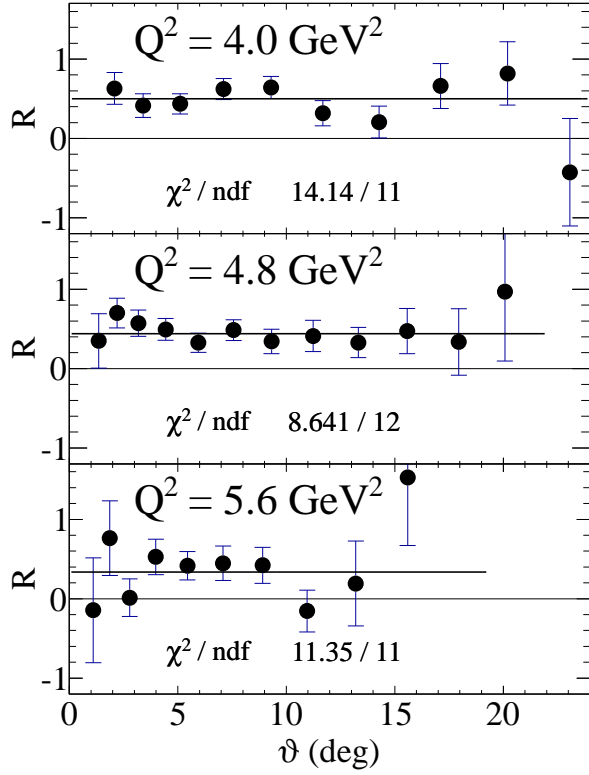 Q² = 4.0 GeV²
1
R
0
χ² / ndf 14.14 / 11
-1
Q² = 4.8 GeV²
1
R
0
χ² / ndf 8.641 / 12
-1
Q² = 5.6 GeV²
1
R
0
χ² / ndf 11.35 / 11
-1
0 5 10 15 20
ϑ (deg)